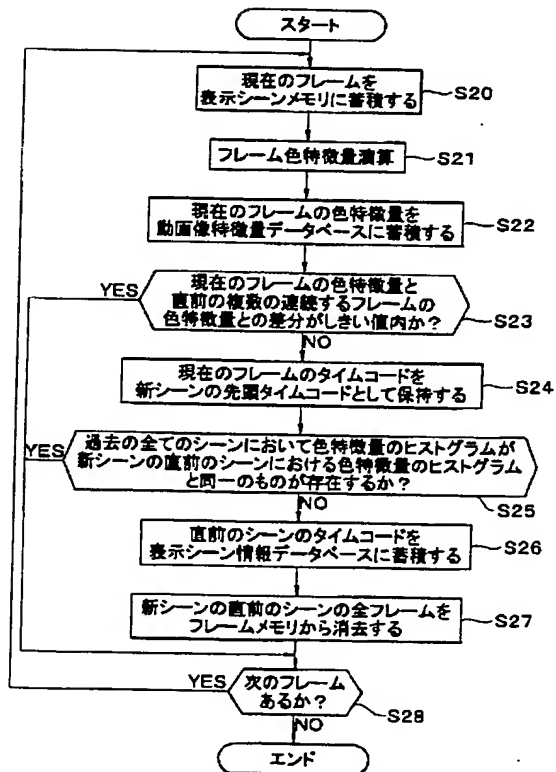 スタート
現在のフレームを
表示シーンメモリに蓄積する
S20
フレーム色特徴量演算
S21
現在のフレームの色特徴量を
動画像特徴量データベースに蓄積する
S22
YES
現在のフレームの色特徴量と
直前の複数の連続するフレームの
色特徴量との差分がしきい値内か？
S23
NO
現在のフレームのタイムコードを
新シーンの先頭タイムコードとして保持する
S24
YES
過去の全てのシーンにおいて色特徴量のヒストグラムが
新シーンの直前のシーンにおける色特徴量のヒストグラム
と同一のものが存在するか？
S25
NO
直前のシーンのタイムコードを
表示シーン情報データベースに蓄積する
S26
新シーンの直前のシーンの全フレームを
フレームメモリから消去する
S27
YES
次のフレーム
あるか？
S28
NO
エンド